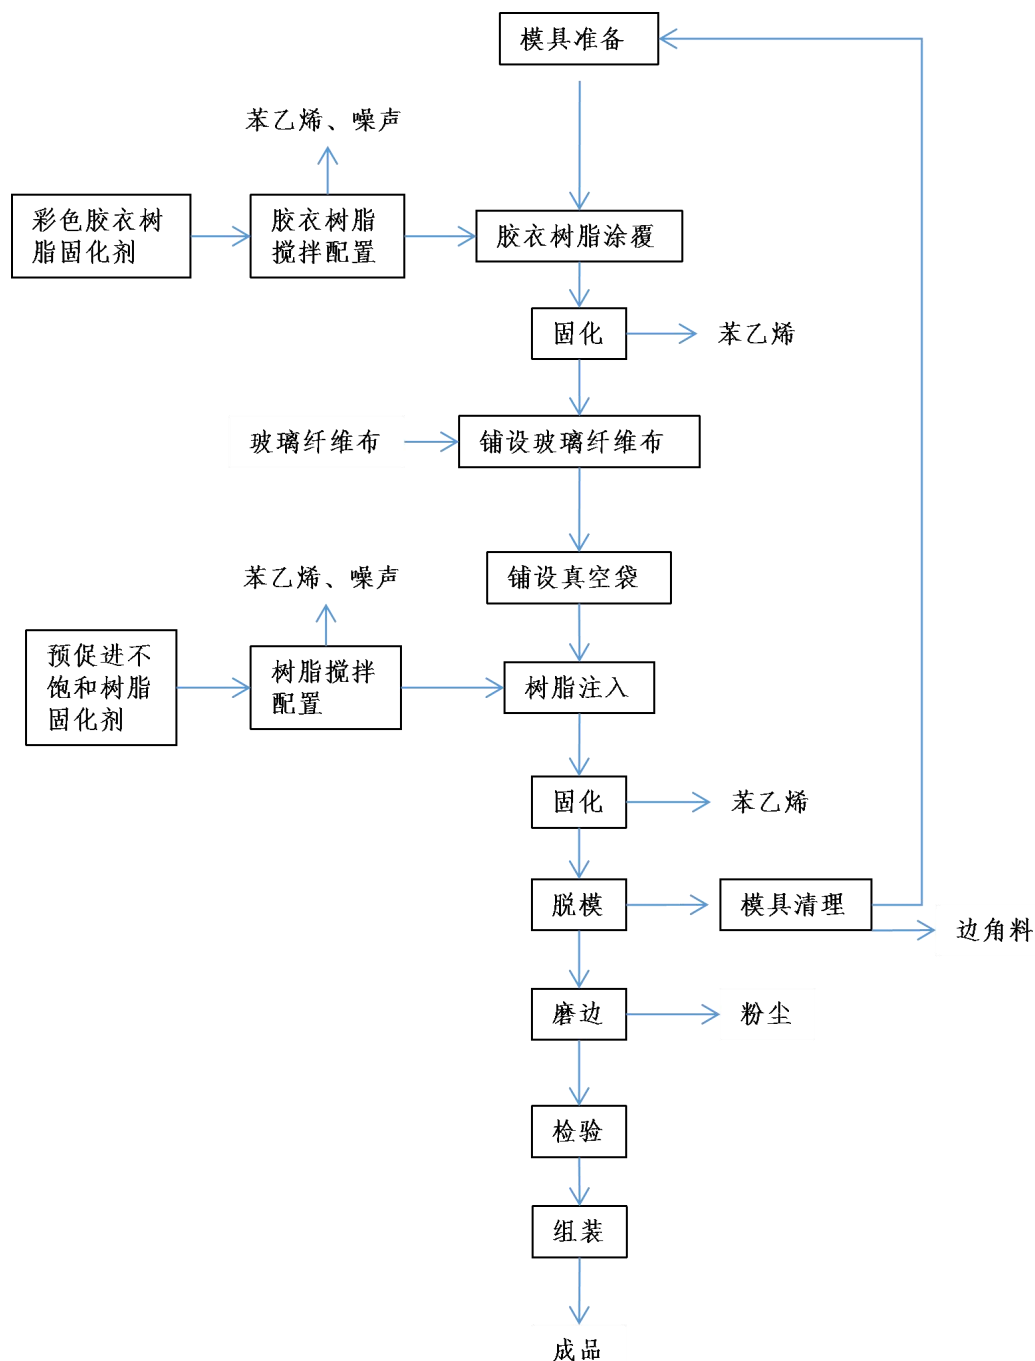 模具准备
苯乙烯、噪声
彩色胶衣树
脂固化剂
胶衣树脂
搅拌配置
胶衣树脂涂覆
固化
苯乙烯
玻璃纤维布
铺设玻璃纤维布
铺设真空袋
苯乙烯、噪声
预促进不
饱和树脂
固化剂
树脂搅拌
配置
树脂注入
固化
苯乙烯
脱模
模具清理
边角料
磨边
粉尘
检验
组装
成品